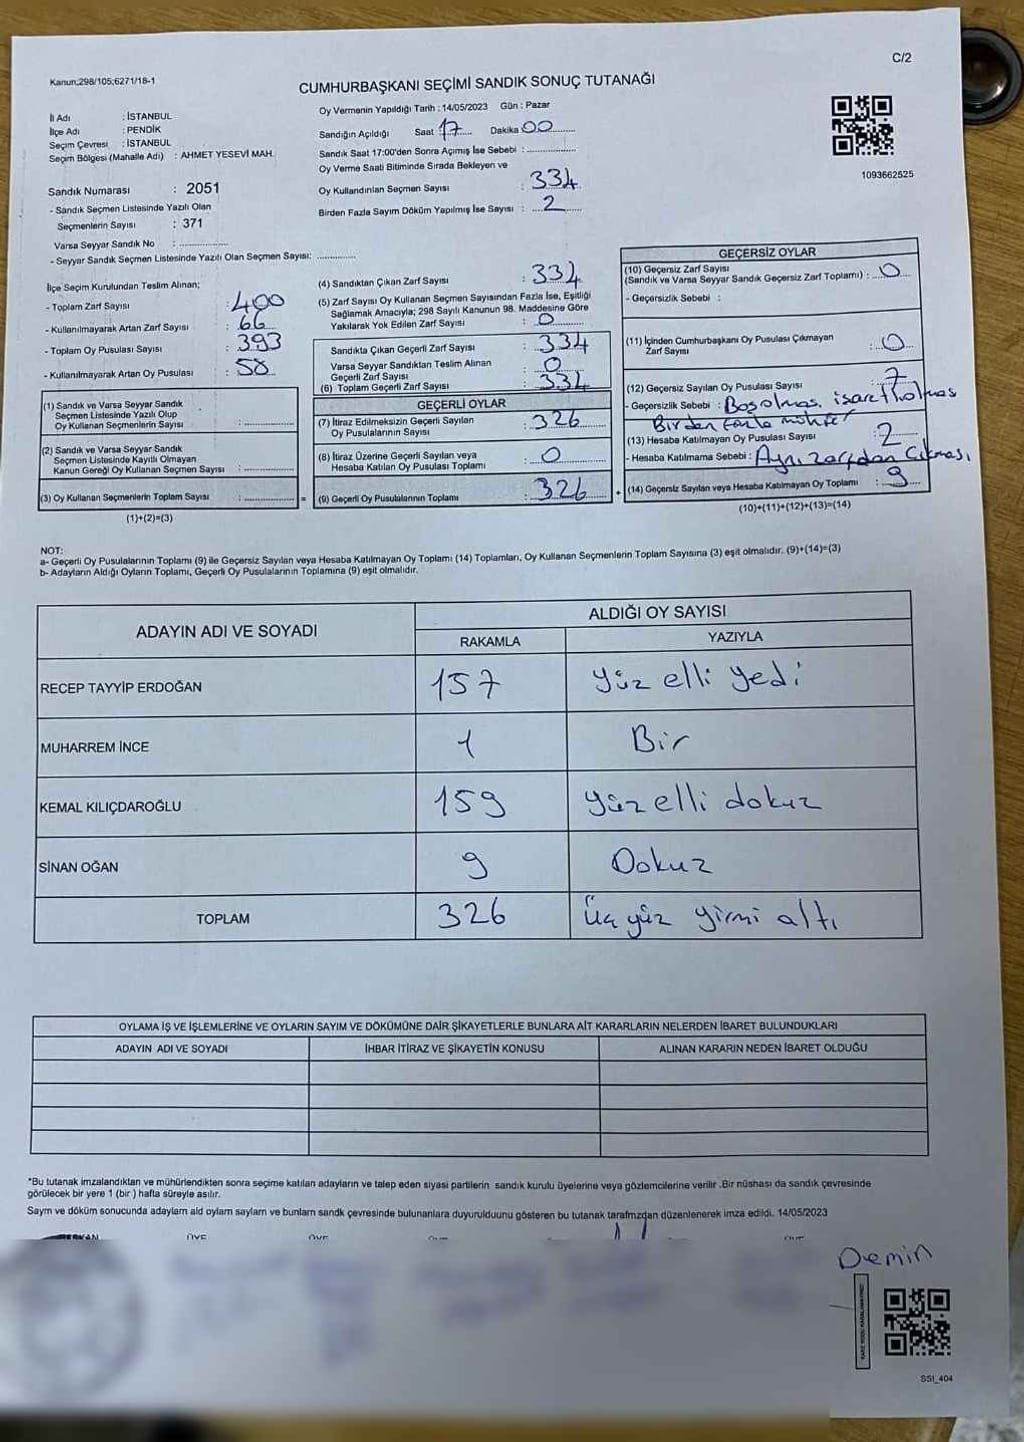 C/2
Kanun:298/105;6271/18-1
CUMHURBAŞKANI SEÇİMİ SANDIK SONUÇ TUTANAĞI
1093662525
İl Adı : İSTANBUL
İlçe Adı : PENDİK
Seçim Çevresi : İSTANBUL
Seçim Bölgesi (Mahalle Adı) : AHMET YESEVİ MAH.
Sandık Numarası : 2051
- Sandık Seçmen Listesinde Yazılı Olan
Seçmenlerin Sayısı : 371
Varsa Seyyar Sandık No : ..............
- Seyyar Sandık Seçmen Listesinde Yazılı Olan Seçmen Sayısı: ..............
Oy Vermenin Yapıldığı Tarih : 14/05/2023 Gün : Pazar
Sandığın Açıldığı Saat 17 Dakika 00
Sandık Saat 17:00'den Sonra Açımış İse Sebebi : ..............
Oy Verme Saati Bitiminde Sırada Bekleyen ve
Oy Kullandırılan Seçmen Sayısı : 334
Birden Fazla Sayım Döküm Yapılmış İse Sayısı : 2
İlçe Seçim Kurulundan Teslim Alınan;
- Toplam Zarf Sayısı : 400
- Kullanılmayarak Artan Zarf Sayısı : 66
- Toplam Oy Pusulası Sayısı : 393
- Kullanılmayarak Artan Oy Pusulası : 58
(1) Sandık ve Varsa Seyyar Sandık
Seçmen Listesinde Yazılı Olup
Oy Kullanan Seçmenlerin Sayısı : ..............
(2) Sandık ve Varsa Seyyar Sandık
Seçmen Listesinde Kayıtlı Olmayan
Kanun Gereği Oy Kullanan Seçmen Sayısı : ..............
(3) Oy Kullanan Seçmenlerin Toplam Sayısı : .............. =
(1)+(2)=(3)
(4) Sandıktan Çıkan Zarf Sayısı : 334
(5) Zarf Sayısı Oy Kullanan Seçmen Sayısından Fazla İse, Eşitliği
Sağlamak Amacıyla; 298 Sayılı Kanunun 98. Maddesine Göre
Yakılarak Yok Edilen Zarf Sayısı : 0
Sandıkta Çıkan Geçerli Zarf Sayısı : 334
Varsa Seyyar Sandıktan Teslim Alınan
Geçerli Zarf Sayısı : 0
(6) Toplam Geçerli Zarf Sayısı : 334
GEÇERLİ OYLAR
(7) İtiraz Edilmeksizin Geçerli Sayılan
Oy Pusulalarının Sayısı : 326
(8) İtiraz Üzerine Geçerli Sayılan veya
Hesaba Katılan Oy Pusulası Toplamı : 0
(9) Geçerli Oy Pusulalarının Toplamı : 326 +
GEÇERSİZ OYLAR
(10) Geçersiz Zarf Sayısı
(Sandık ve Varsa Seyyar Sandık Geçersiz Zarf Toplamı) : 0
- Geçersizlik Sebebi :
(11) İçinden Cumhurbaşkanı Oy Pusulası Çıkmayan
Zarf Sayısı : 0
(12) Geçersiz Sayılan Oy Pusulası Sayısı : 7
- Geçersizlik Sebebi : Boş olması,
Birden fazla
(13) Hesaba Katılmayan Oy Pusulası Sayısı : 2
- Hesaba Katılmama Sebebi : Aynı zarfdan Çıkması
(14) Geçersiz Sayılan veya Hesaba Katılmayan Oy Toplamı : 9
(10)+(11)+(12)+(13)=(14)
NOT:
a- Geçerli Oy Pusulalarının Toplamı (9) ile Geçersiz Sayılan veya Hesaba Katılmayan Oy Toplamı (14) Toplamları, Oy Kullanan Seçmenlerin Toplam Sayısına (3) eşit olmalıdır. (9)+(14)=(3)
b- Adayların Aldığı Oyların Toplamı, Geçerli Oy Pusulalarının Toplamına (9) eşit olmalıdır.
ADAYIN ADI VE SOYADI
ALDIĞI OY SAYISI
RAKAMLA YAZIYLA
RECEP TAYYİP ERDOĞAN 157 yüz elli yedi
MUHARREM İNCE 1 Bir
KEMAL KILIÇDAROĞLU 159 yüz elli dokuz
SİNAN OĞAN 9 Dokuz
TOPLAM 326 Üç yüz yirmi altı
OYLAMA İŞ VE İŞLEMLERİNE VE OYLARIN SAYIM VE DÖKÜMÜNE DAİR ŞİKAYETLERLE BUNLARA AİT KARARLARIN NELERDEN İBARET BULUNDUKLARI
ADAYIN ADI VE SOYADI İHBAR İTİRAZ VE ŞİKAYETİN KONUSU ALINAN KARARIN NEDEN İBARET OLDUĞU
*Bu tutanak imzalandıktan ve mühürlendikten sonra seçime katılan adayların ve talep eden siyasi partilerin sandık kurulu üyelerine veya gözlemcilerine verilir .Bir nüshası da sandık çevresinde
görülecek bir yere 1 (bir ) hafta süreyle asılır.
Sayım ve döküm sonucunda adayların ald oyların sayları ve bunların sandk çevresinde bulunanlara duyurulduunu gösteren bu tutanak tarafmzdan düzenlenerek imza edildi. 14/05/2023
Demin
SSI_404